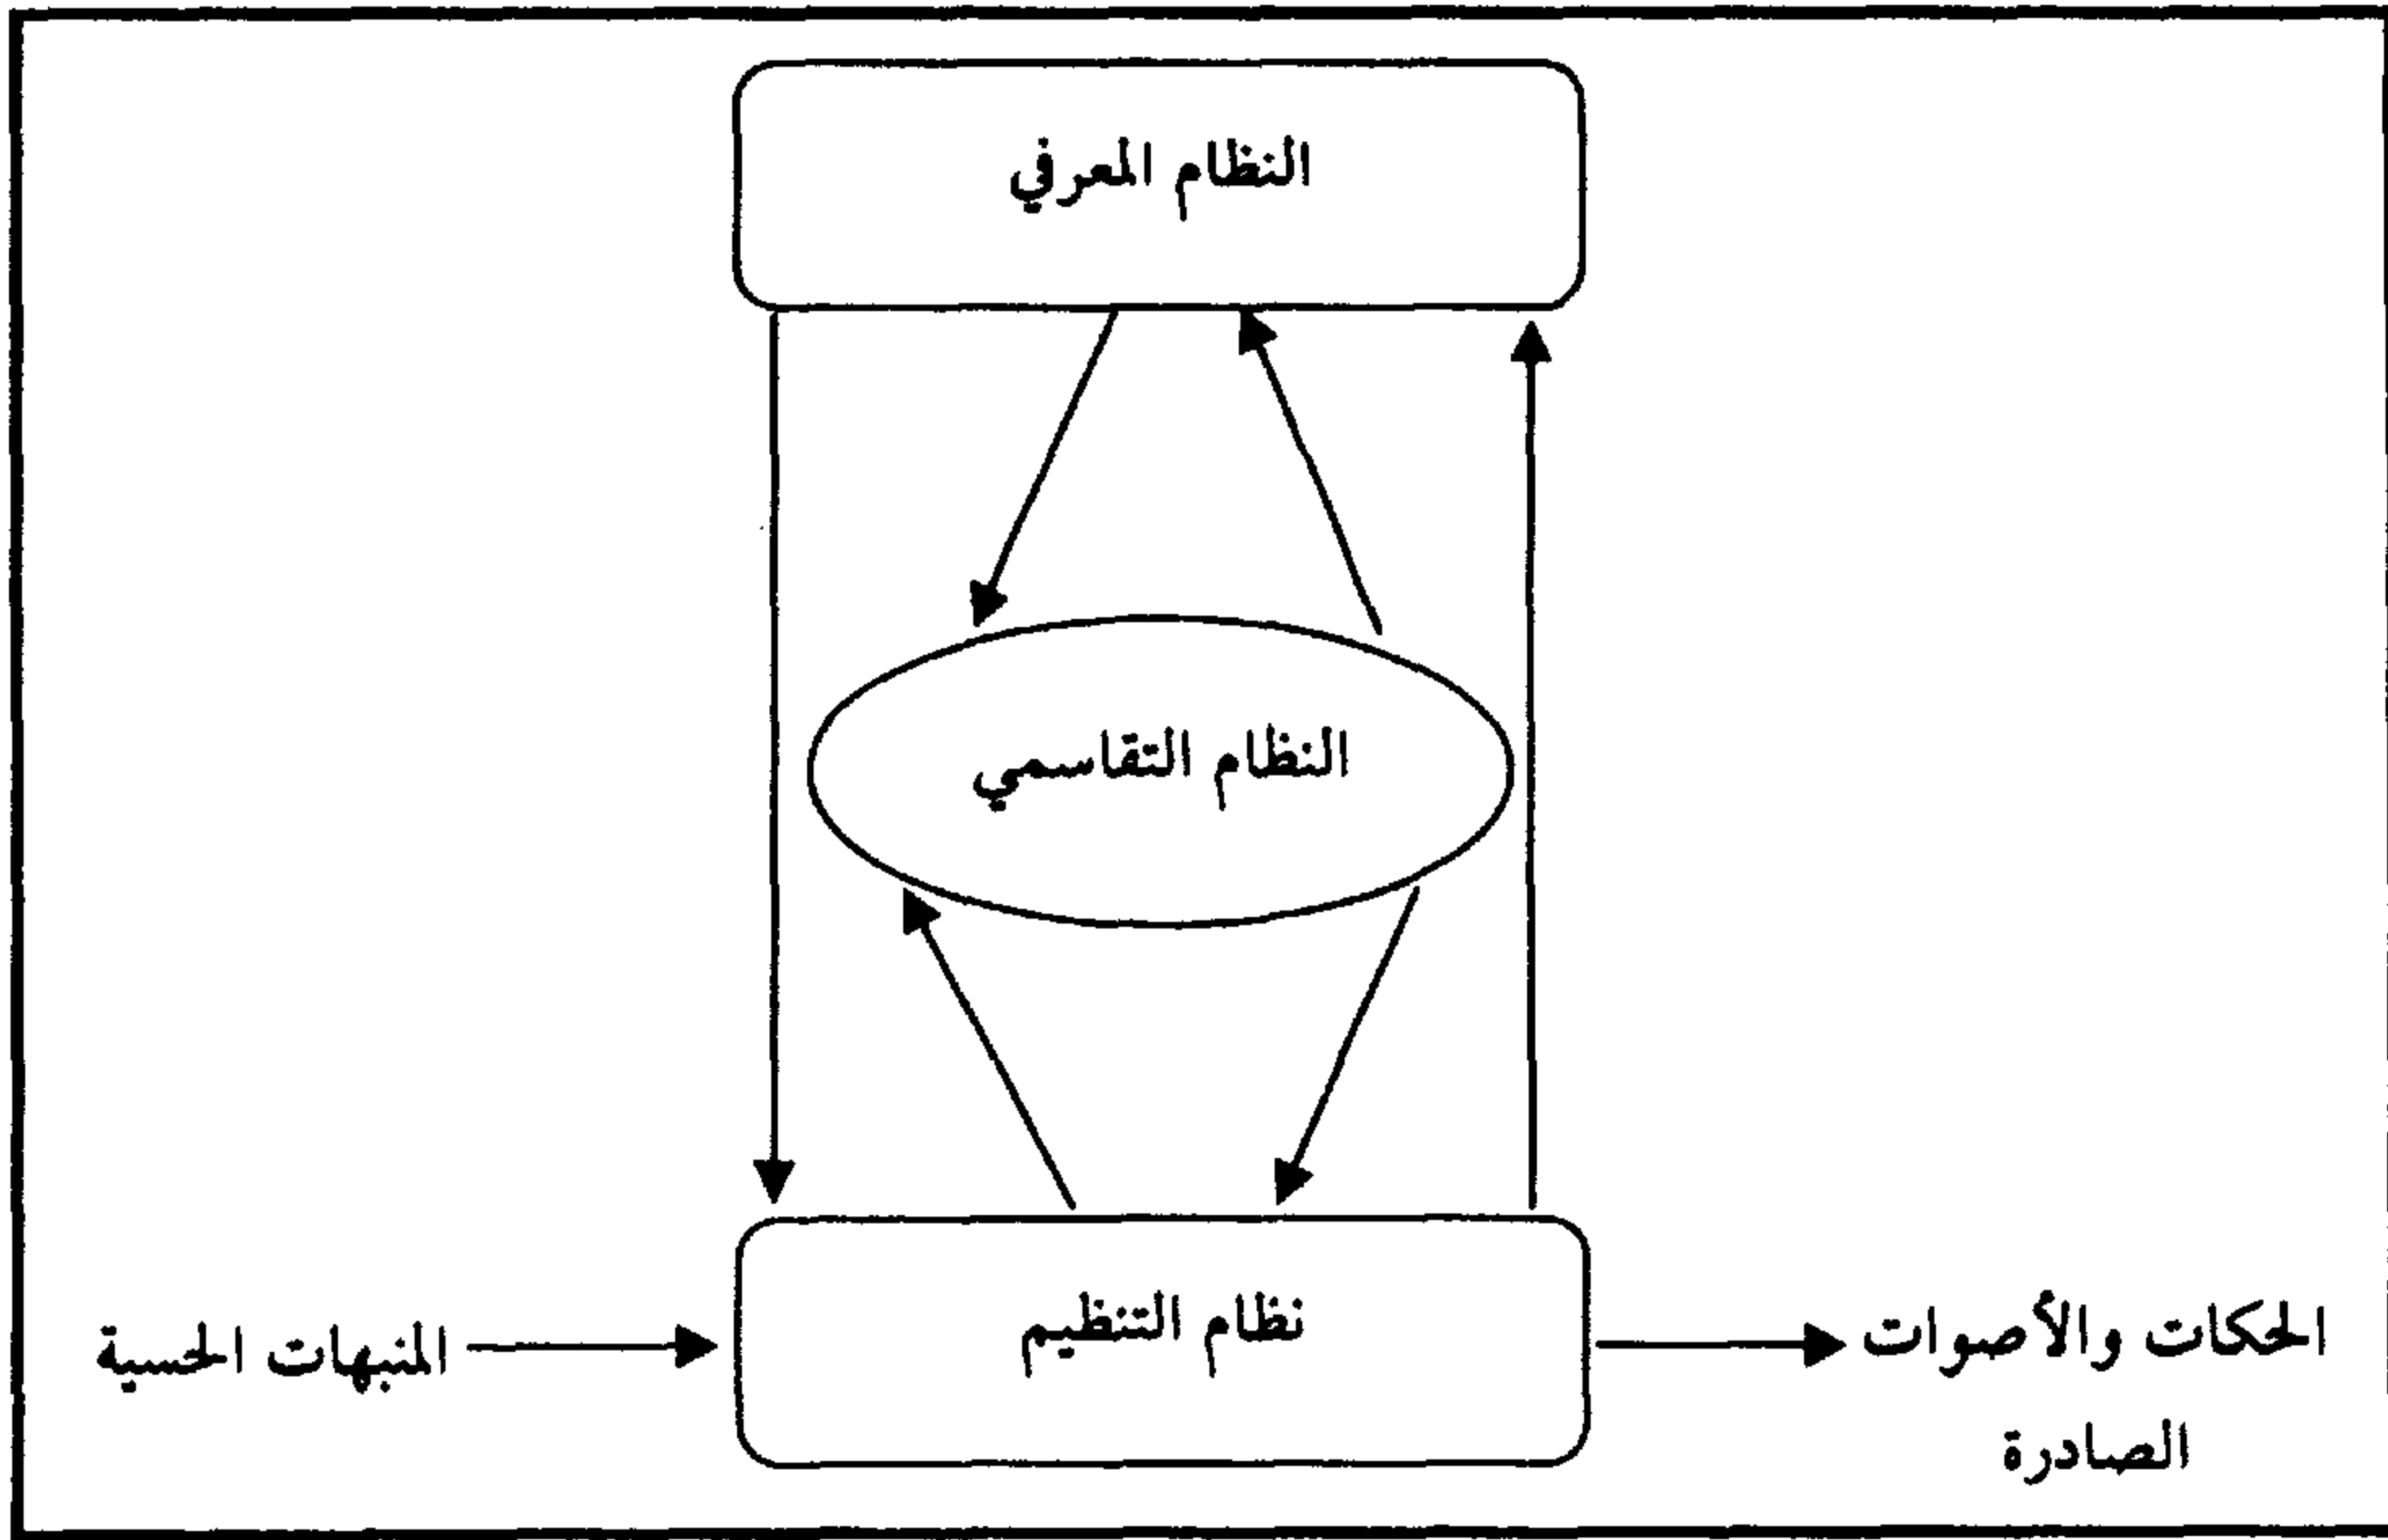 النظام المعرفي
النظام التقاسمي
نظام التنظيم
الحكات والأصوات
الصادرة
المنبهات الحسية